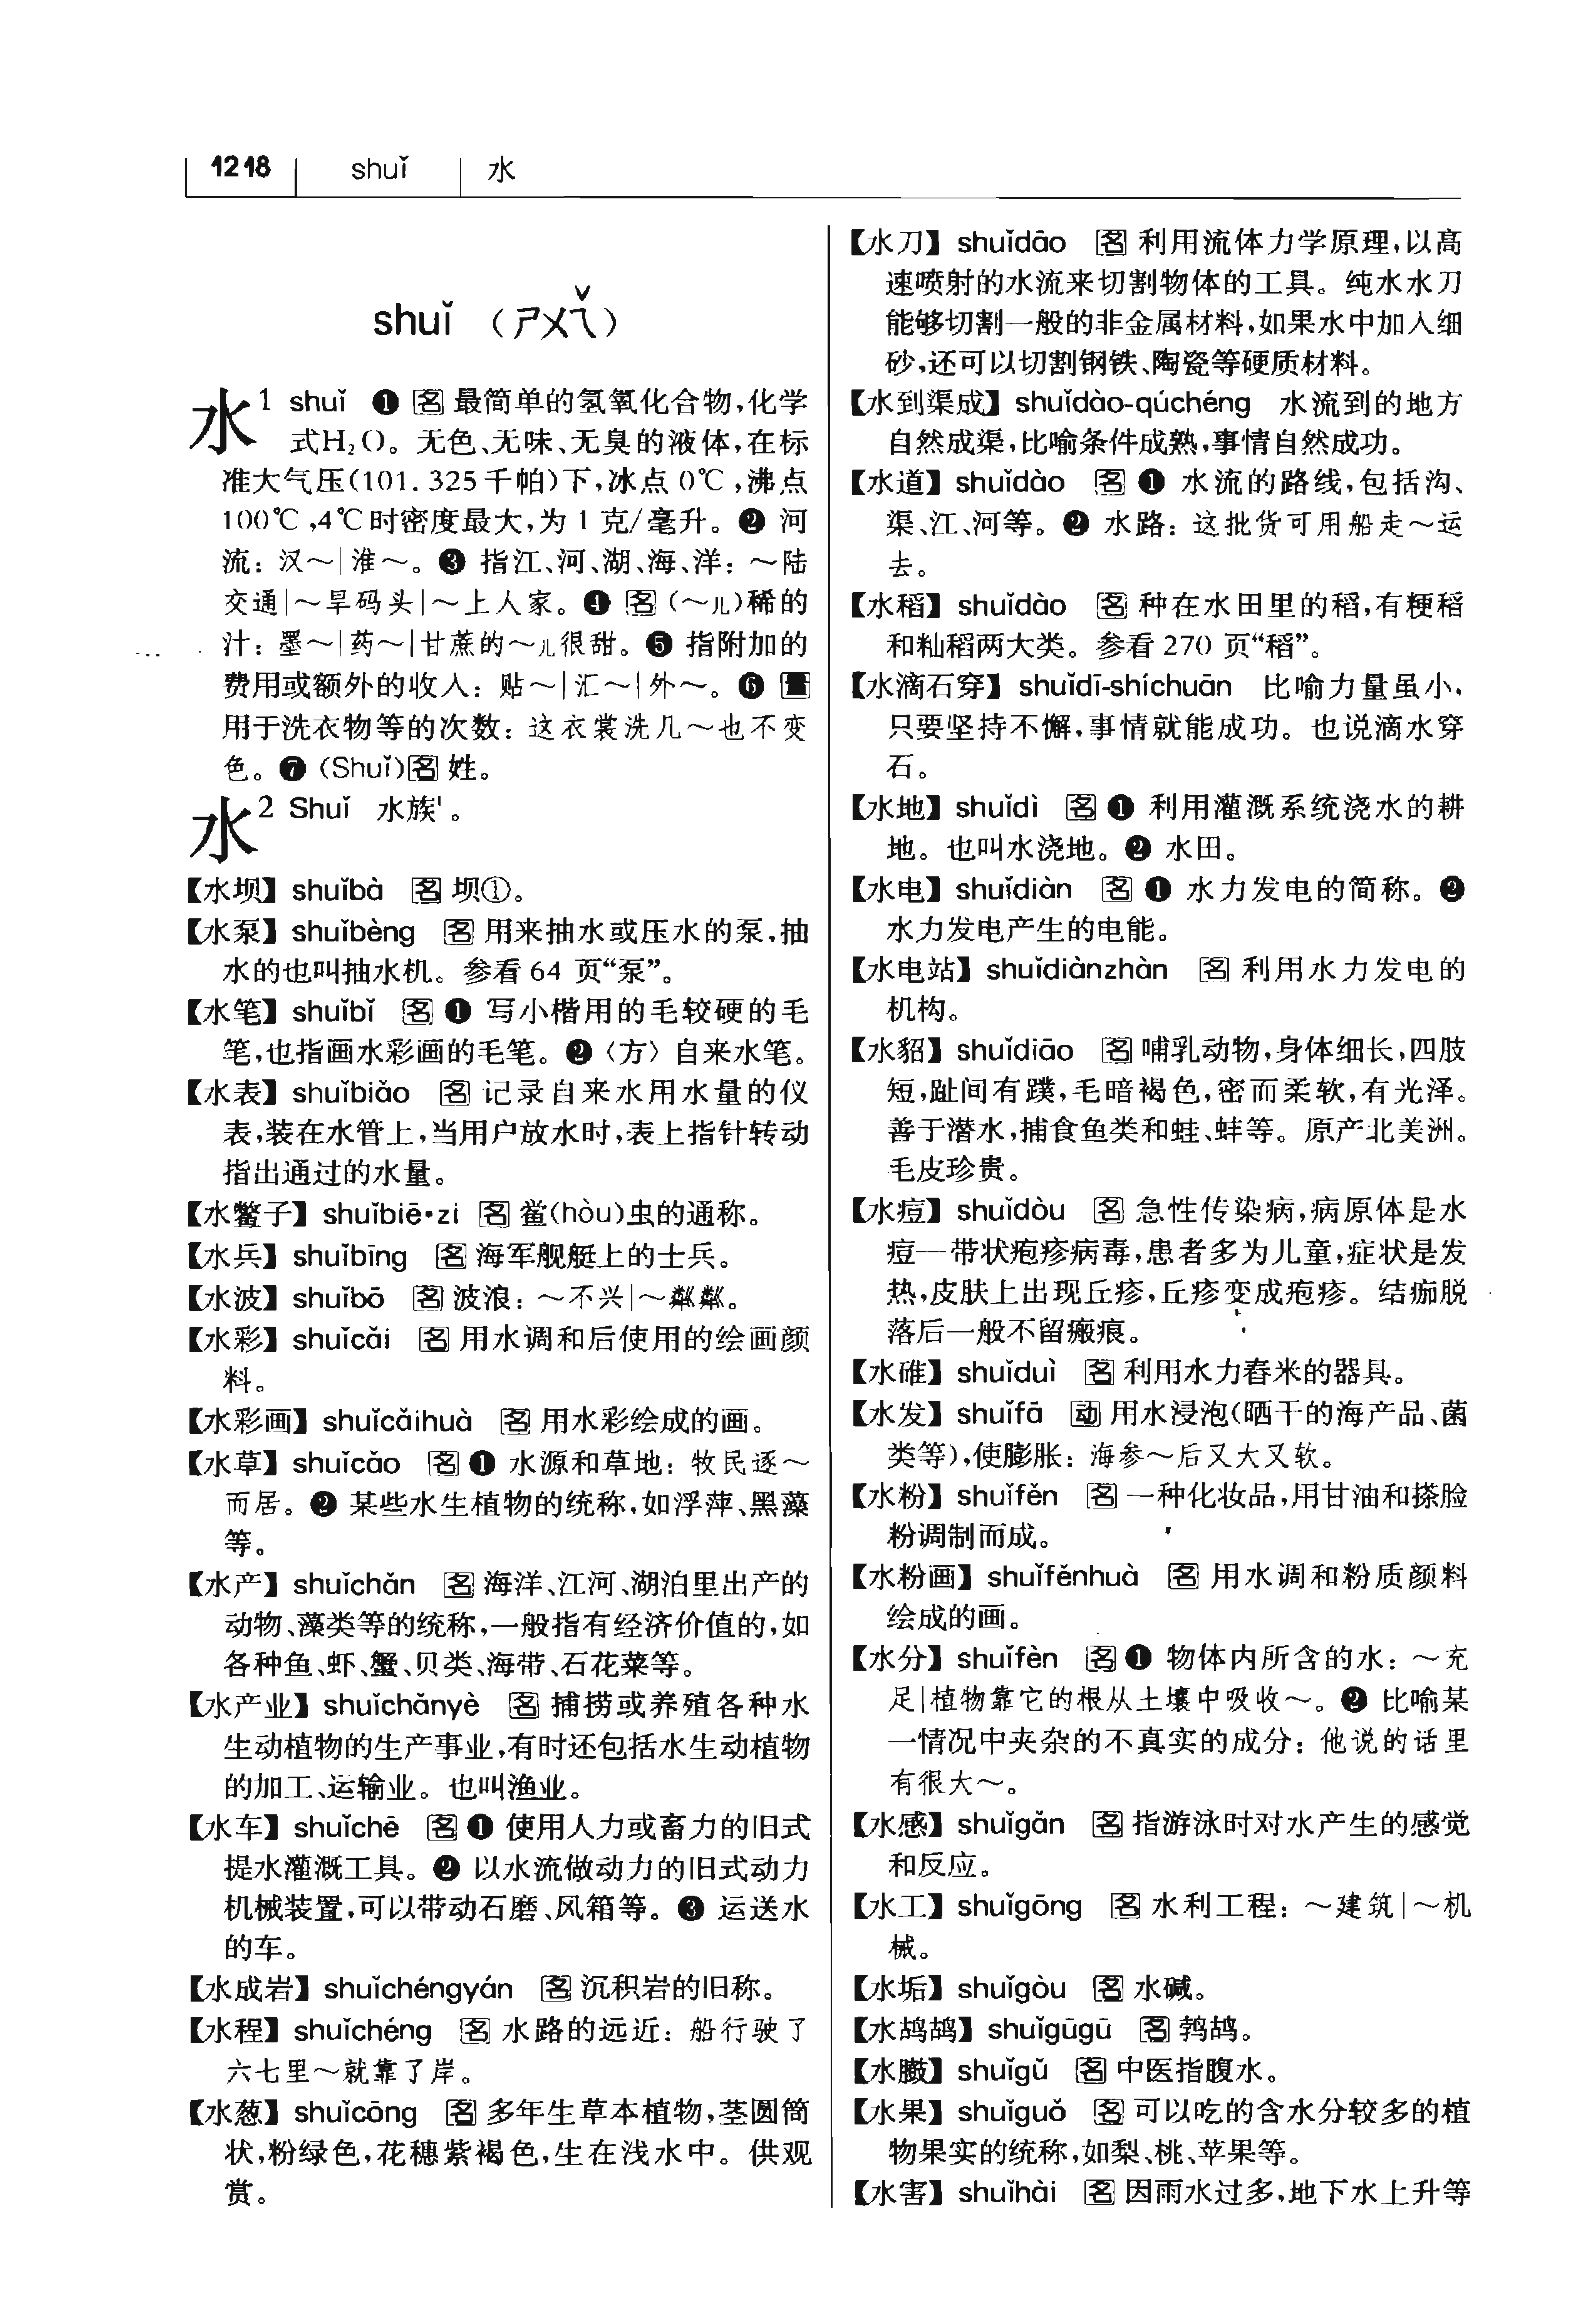 1218 shuǐ 水
shuǐ (ㄕㄨㄟˇ)
水1 shuǐ ❶ 名 最简单的氢氧化合物,化学
式H₂O。无色、无味、无臭的液体,在标
准大气压(101.325千帕)下,冰点0℃,沸点
100℃,4℃时密度最大,为1克/毫升。❷ 河
流:汉~|淮~。❸ 指江、河、湖、海、洋:~陆
交通|~旱码头|~上人家。❹ 名 (~儿)稀的
汁:墨~|药~|甘蔗的~儿很甜。❺ 指附加的
费用或额外的收入:贴~|汇~|外~。❻ 量
用于洗衣物等的次数:这衣裳洗几~也不变
色。❼ (Shuǐ)名 姓。
水2 Shuǐ 水族¹。
【水坝】shuǐbà 名 坝①。
【水泵】shuǐbèng 名 用来抽水或压水的泵,抽
水的也叫抽水机。参看64页“泵”。
【水笔】shuǐbǐ 名 ❶ 写小楷用的毛较硬的毛
笔,也指画水彩画的毛笔。❷〈方〉自来水笔。
【水表】shuǐbiǎo 名 记录自来水用水量的仪
表,装在水管上,当用户放水时,表上指针转动
指出通过的水量。
【水鳖子】shuǐbiē•zi 名 鲎(hòu)虫的通称。
【水兵】shuǐbīng 名 海军舰艇上的士兵。
【水波】shuǐbō 名 波浪:~不兴|~粼粼。
【水彩】shuǐcǎi 名 用水调和后使用的绘画颜
料。
【水彩画】shuǐcǎihuà 名 用水彩绘成的画。
【水草】shuǐcǎo 名 ❶ 水源和草地:牧民逐~
而居。❷ 某些水生植物的统称,如浮萍、黑藻
等。
【水产】shuǐchǎn 名 海洋、江河、湖泊里出产的
动物、藻类等的统称,一般指有经济价值的,如
各种鱼、虾、蟹、贝类、海带、石花菜等。
【水产业】shuǐchǎnyè 名 捕捞或养殖各种水
生动植物的生产事业,有时还包括水生动植物
的加工、运输业。也叫渔业。
【水车】shuǐchē 名 ❶ 使用人力或畜力的旧式
提水灌溉工具。❷ 以水流做动力的旧式动力
机械装置,可以带动石磨、风箱等。❸ 运送水
的车。
【水成岩】shuǐchéngyán 名 沉积岩的旧称。
【水程】shuǐchéng 名 水路的远近:船行驶了
六七里~就靠了岸。
【水葱】shuǐcōng 名 多年生草本植物,茎圆筒
状,粉绿色,花穗紫褐色,生在浅水中。供观
赏。
【水刀】shuǐdāo 名 利用流体力学原理,以高
速喷射的水流来切割物体的工具。纯水水刀
能够切割一般的非金属材料,如果水中加入细
砂,还可以切割钢铁、陶瓷等硬质材料。
【水到渠成】shuǐdào-qúchéng 水流到的地方
自然成渠,比喻条件成熟,事情自然成功。
【水道】shuǐdào 名 ❶ 水流的路线,包括沟、
渠、江、河等。❷ 水路:这批货可用船走~运
去。
【水稻】shuǐdào 名 种在水田里的稻,有粳稻
和籼稻两大类。参看270页“稻”。
【水滴石穿】shuǐdī-shíchuān 比喻力量虽小,
只要坚持不懈,事情就能成功。也说滴水穿
石。
【水地】shuǐdì 名 ❶ 利用灌溉系统浇水的耕
地。也叫水浇地。❷ 水田。
【水电】shuǐdiàn 名 ❶ 水力发电的简称。❷
水力发电产生的电能。
【水电站】shuǐdiànzhàn 名 利用水力发电的
机构。
【水貂】shuǐdiāo 名 哺乳动物,身体细长,四肢
短,趾间有蹼,毛暗褐色,密而柔软,有光泽。
善于潜水,捕食鱼类和蛙、蚌等。原产北美洲。
毛皮珍贵。
【水痘】shuǐdòu 名 急性传染病,病原体是水
痘—带状疱疹病毒,患者多为儿童,症状是发
热,皮肤上出现丘疹,丘疹变成疱疹。结痂脱
落后一般不留瘢痕。
【水碓】shuǐduì 名 利用水力舂米的器具。
【水发】shuǐfā 动 用水浸泡(晒干的海产品、菌
类等),使膨胀:海参~后又大又软。
【水粉】shuǐfěn 名 一种化妆品,用甘油和搽脸
粉调制而成。
【水粉画】shuǐfěnhuà 名 用水调和粉质颜料
绘成的画。
【水分】shuǐfèn 名 ❶ 物体内所含的水:~充
足|植物靠它的根从土壤中吸收~。❷ 比喻某
一情况中夹杂的不真实的成分:他说的话里
有很大~。
【水感】shuǐgǎn 名 指游泳时对水产生的感觉
和反应。
【水工】shuǐgōng 名 水利工程:~建筑|~机
械。
【水垢】shuǐgòu 名 水碱。
【水鸪鸪】shuǐgūgū 名 鹁鸪。
【水臌】shuǐgǔ 名 中医指腹水。
【水果】shuǐguǒ 名 可以吃的含水分较多的植
物果实的统称,如梨、桃、苹果等。
【水害】shuǐhài 名 因雨水过多,地下水上升等